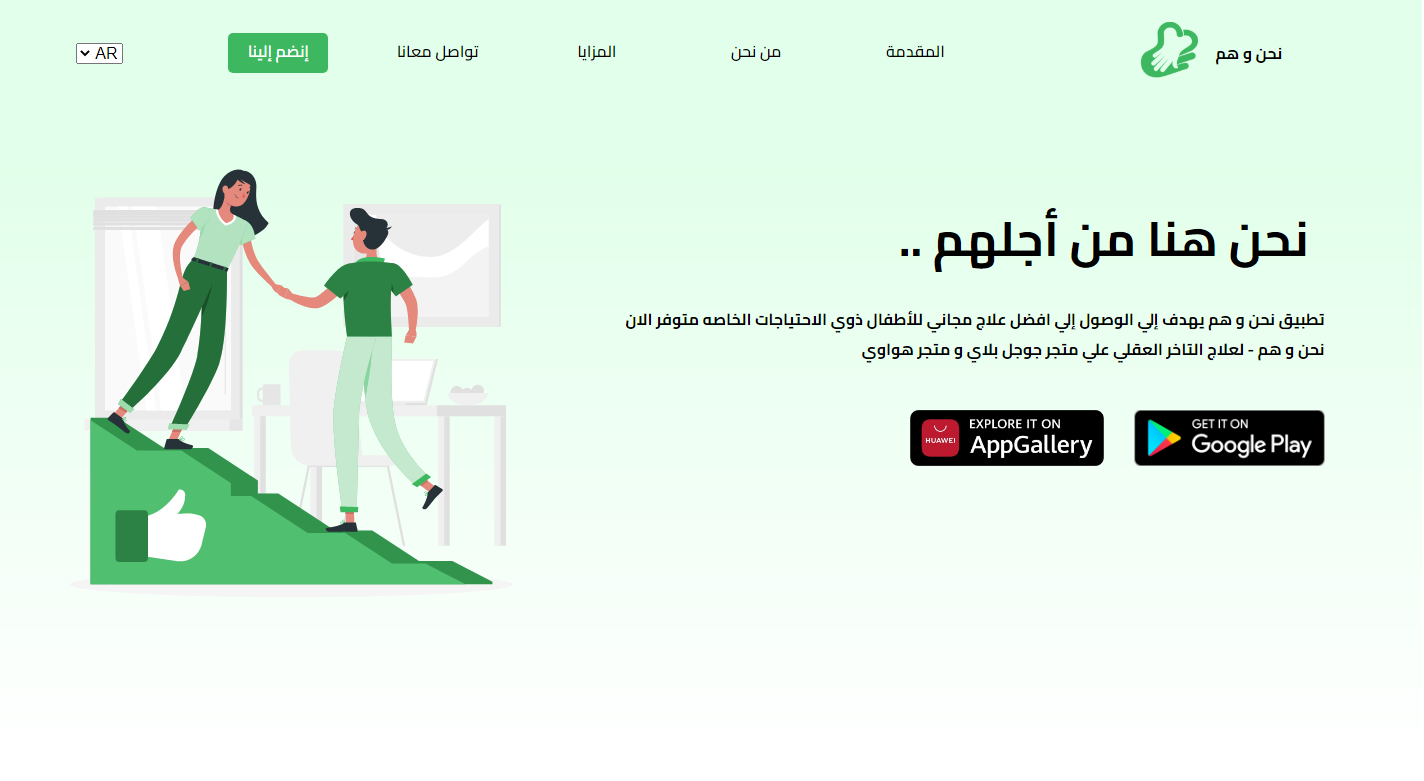 نحن و هم
المقدمة
من نحن
المزايا
تواصل معانا
إنضم إلينا
AR
نحن هنا من أجلهم ..
تطبيق نحن و هم يهدف إلي الوصول إلي افضل علاج مجاني للأطفال ذوي الاحتياجات الخاصه متوفر الان
نحن و هم - لعلاج التاخر العقلي علي متجر جوجل بلاي و متجر هواوي
GET IT ON
Google Play
EXPLORE IT ON
AppGallery
HUAWEI